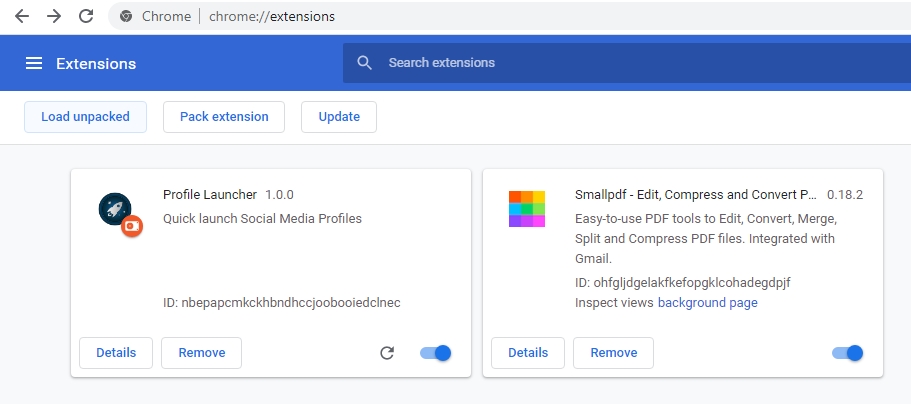 Chrome | chrome://extensions
Extensions
Search extensions
Load unpacked
Pack extension
Update
Profile Launcher 1.0.0
Quick launch Social Media Profiles
ID: nbepapcmkckhbndhccjoobooiedclnec
Details
Remove
Smallpdf - Edit, Compress and Convert P... 0.18.2
Easy-to-use PDF tools to Edit, Convert, Merge,
Split and Compress PDF files. Integrated with
Gmail.
ID: ohfgljdgelakfkefopgklcohadegdpjf
Inspect views background page
Details
Remove